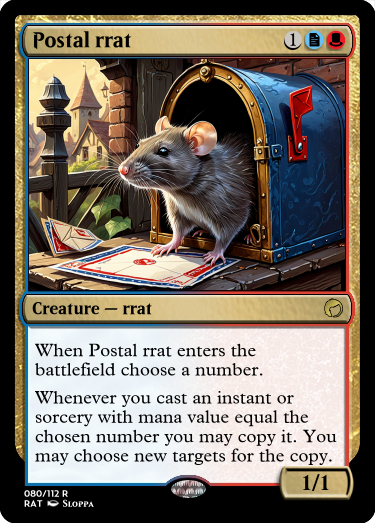 Postal rrat
1
Creature — rrat
When Postal rrat enters the
battlefield choose a number.
Whenever you cast an instant or
sorcery with mana value equal the
chosen number you may copy it. You
may choose new targets for the copy.
1/1
080/112 R
RAT Sloppa